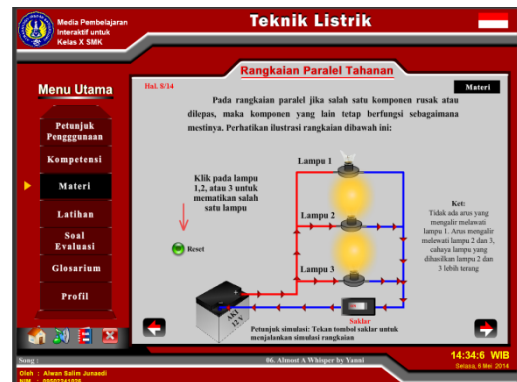 Media Pembelajaran
Interaktif untuk
Kelas X SMK
Teknik Listrik
Rangkaian Paralel Tahanan
Menu Utama
Hal. 8/14
Materi
Pada rangkaian paralel jika salah satu komponen rusak atau
dilepas, maka komponen yang lain tetap berfungsi sebagaimana
mestinya. Perhatikan ilustrasi rangkaian dibawah ini:
Petunjuk
Pengggunaan
Kompetensi
Materi
Latihan
Soal
Evaluasi
Glosarium
Profil
Klik pada lampu
1,2, atau 3 untuk
mematikan salah
satu lampu
Reset
Lampu 1
Lampu 2
Lampu 3
AKI
12 V
Saklar
Ket:
Tidak ada arus yang
mengalir melawati
lampu 1. Arus mengalir
melawati lampu 2 dan 3,
cahaya lampu yang
dihasilkan lampu 2 dan
3 lebih terang
Petunjuk simulasi: Tekan tombol saklar untuk
menjalankan simulasi rangkaian
Song :
06. Almost A Whisper by Yanni
14:34:6 WIB
Selasa, 6 Mei 2014
Oleh : Alwan Salim Junaedi